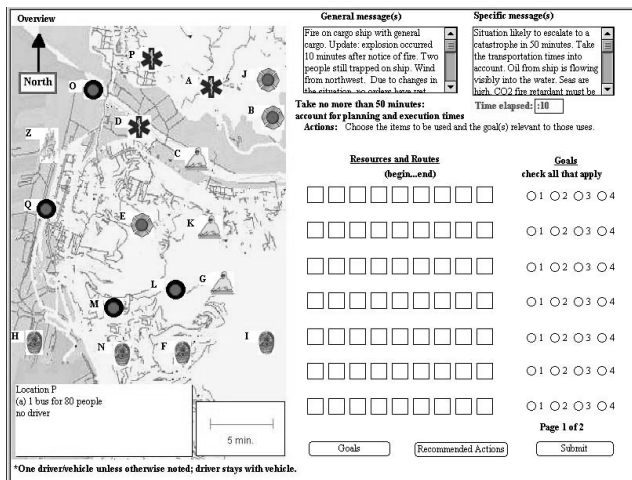 Overview
General message(s)
Specific message(s)
Fire on cargo ship with general
cargo. Update: explosion occurred
10 minutes after notice of fire. Two
people still trapped on ship. Wind
from northwest. Due to changes in
the situation, no orders have yet
Situation likely to escalate to a
catastrophe in 50 minutes. Take
the transportation times into
account. Oil from ship is flowing
visibly into the water. Seas are
high. CO2 fire retardant must be
North
P
A
J
O
B
D
Z
C
Q
E
K
L
G
M
H
N
F
I
Take no more than 50 minutes:
account for planning and execution times
Time elapsed: :10
Actions: Choose the items to be used and the goal(s) relevant to those uses.
Resources and Routes
(begin...end)
Goals
check all that apply
1 2 3 4
1 2 3 4
1 2 3 4
1 2 3 4
1 2 3 4
1 2 3 4
1 2 3 4
Location P
(a) 1 bus for 80 people
no driver
5 min.
Page 1 of 2
Goals
Recommended Actions
Submit
*One driver/vehicle unless otherwise noted; driver stays with vehicle.